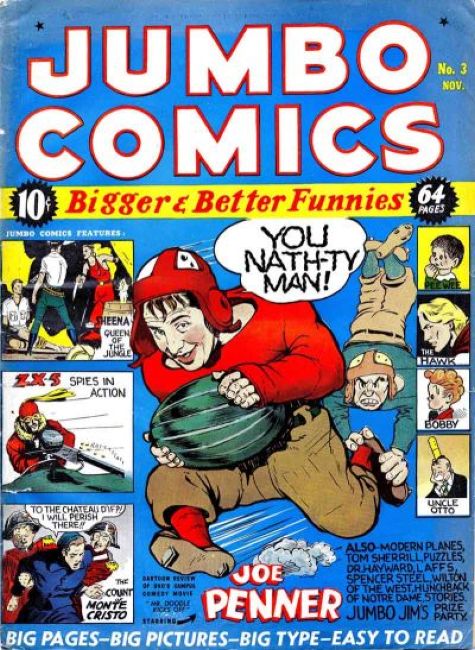 JUMBO
COMICS
No. 3
NOV.
10¢
Bigger & Better Funnies
64
PAGES
JUMBO COMICS FEATURES:
SHEENA
QUEEN
OF THE
JUNGLE
ZX-5 SPIES IN
ACTION
TO THE CHATEAU D'IF?!
I WILL PERISH
THERE!!
THE
COUNT
OF
MONTE
CRISTO
YOU
NATH-TY
MAN!
PEEWEE
THE
HAWK
BOBBY
UNCLE
OTTO
CARTOON REVIEW
OF RKO'S CAMPUS
COMEDY MOVIE
"MR. DOODLE
KICKS OFF"
STARRING
JOE
PENNER
ALSO-MODERN PLANES,
TOM SHERRILL, PUZZLES,
DR. HAYWARD, LAFFS,
SPENCER STEEL, WILTON
OF THE WEST, HUNCHBACK
OF NOTRE DAME, STORIES,
JUMBO JIM'S PRIZE
PARTY.
BIG PAGES-BIG PICTURES-BIG TYPE-EASY TO READ